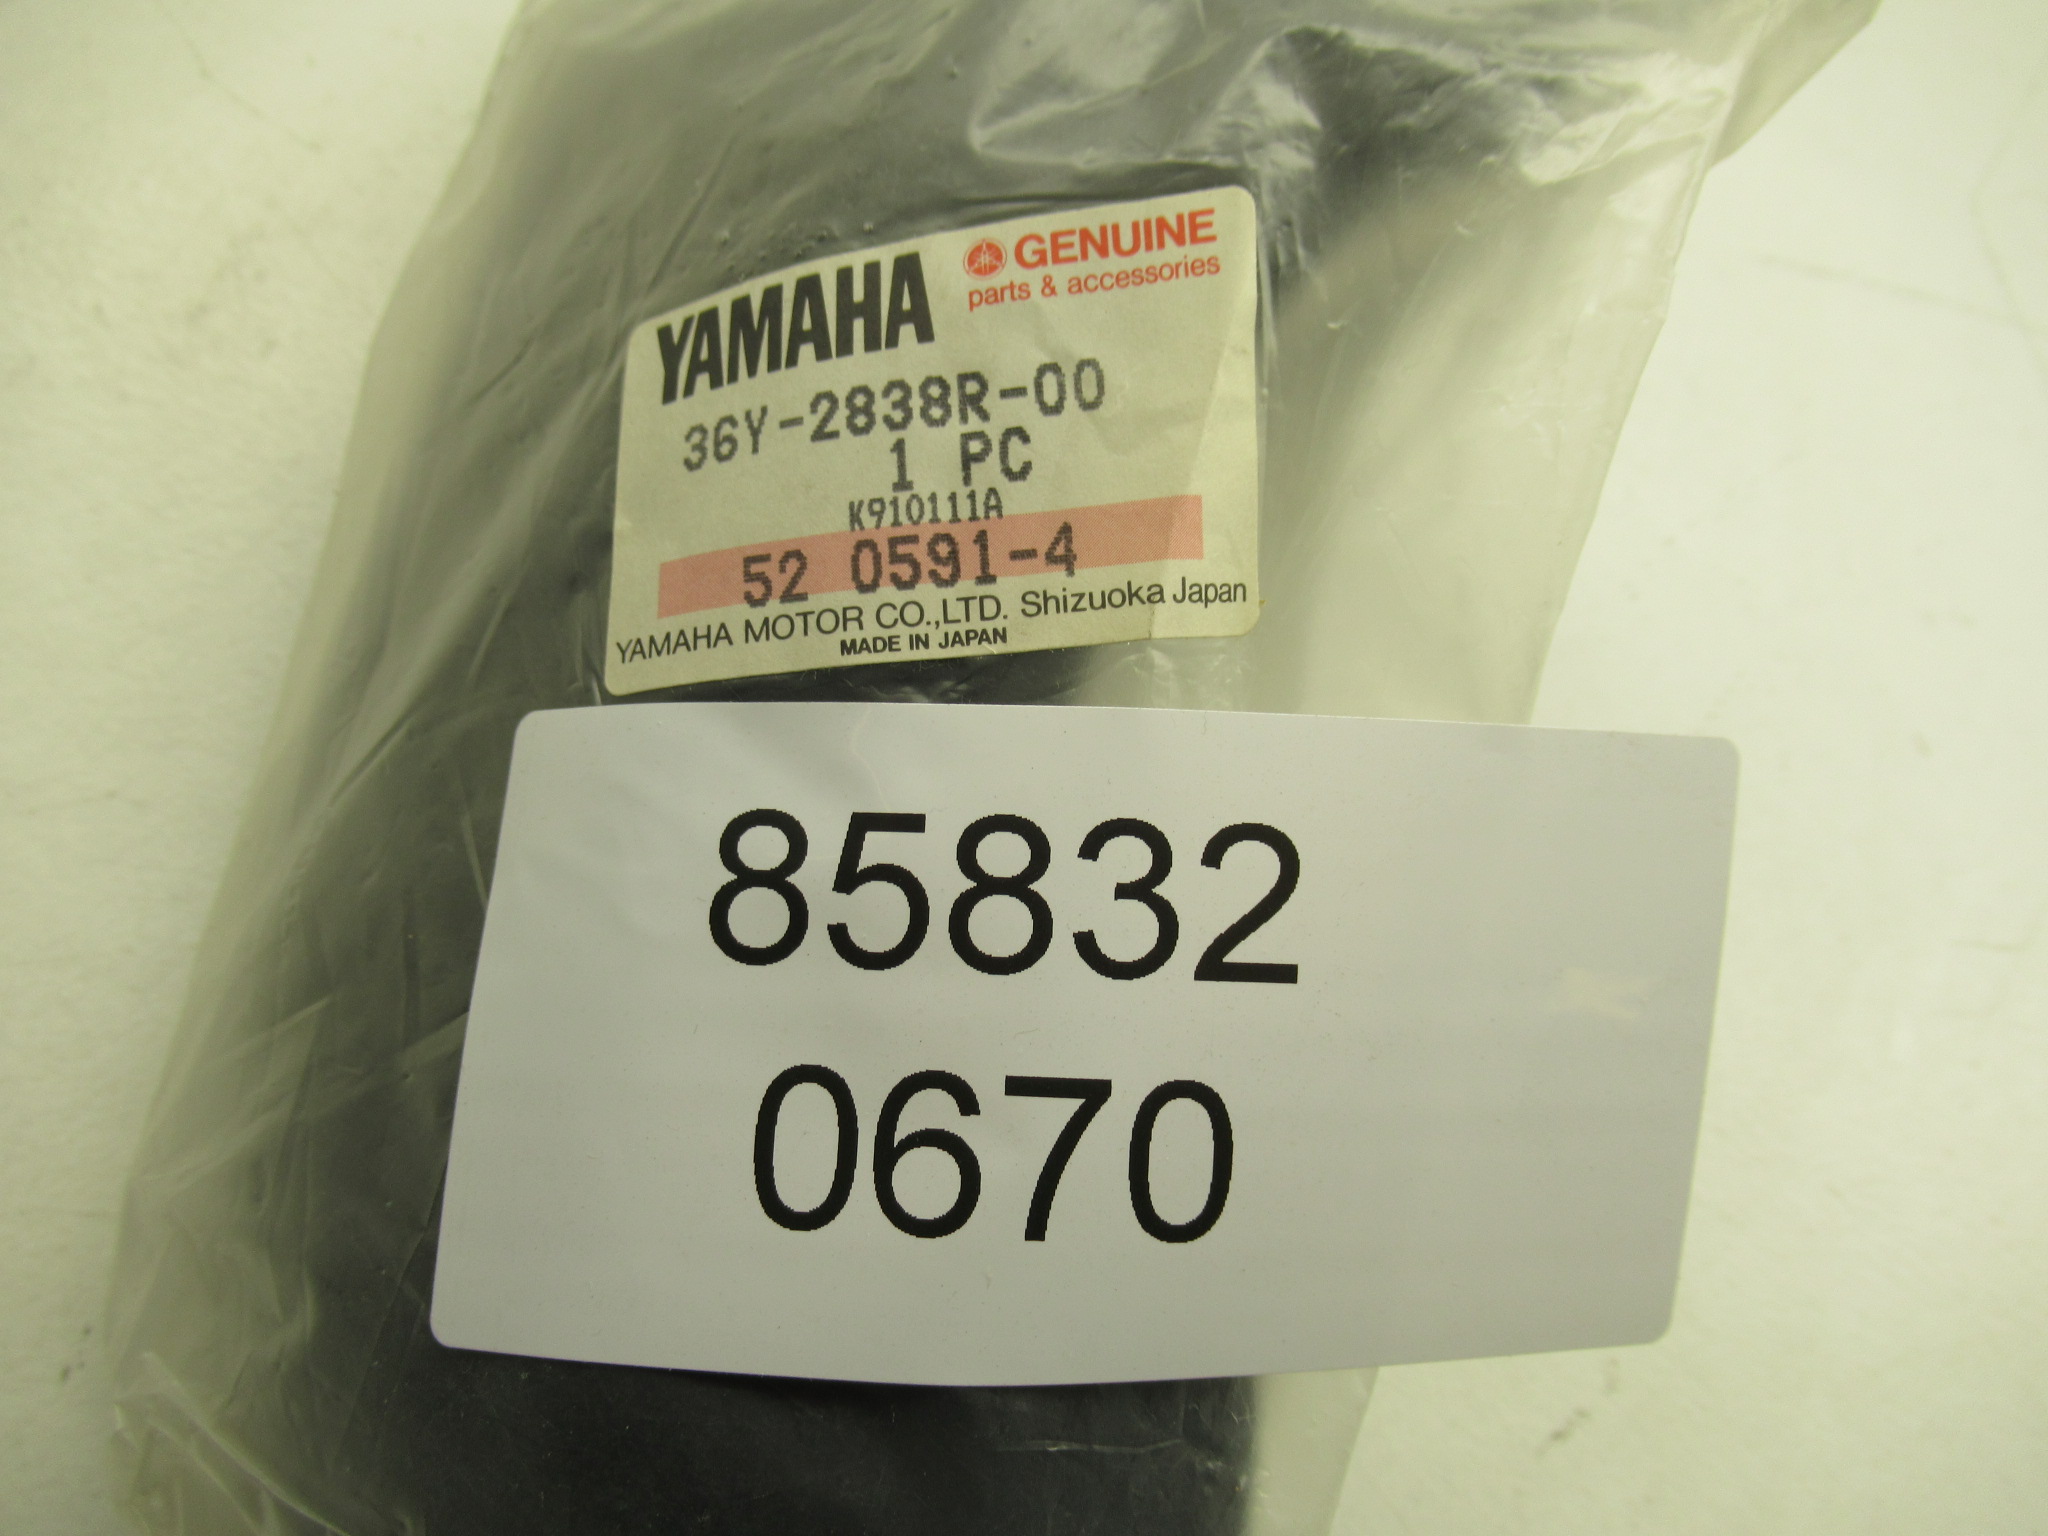 YAMAHA GENUINE
parts & accessories
36Y-2838R-00
1 PC
K910111A
52 0591-4
YAMAHA MOTOR CO.,LTD. Shizuoka Japan
MADE IN JAPAN
85832
0670